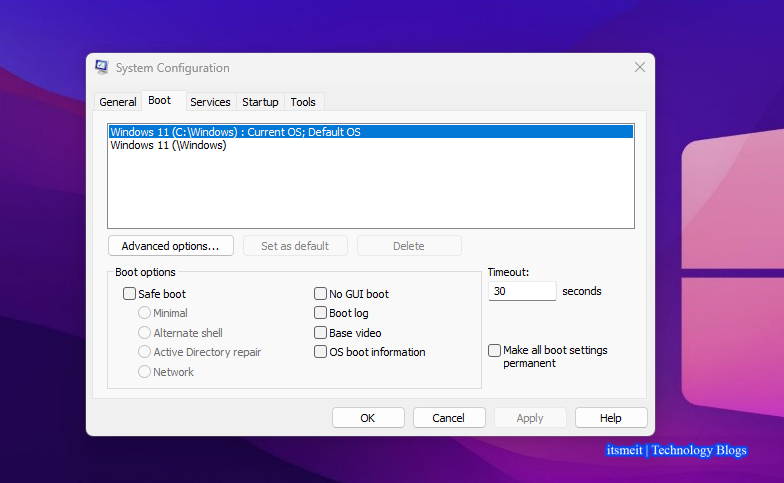 System Configuration
General Boot Services Startup Tools
Windows 11 (C:\Windows) : Current OS; Default OS
Windows 11 (\Windows)
Advanced options... Set as default Delete
Boot options
Timeout:
Safe boot
No GUI boot
30 seconds
Minimal
Boot log
Alternate shell
Base video
Active Directory repair
OS boot information
Make all boot settings
permanent
Network
OK Cancel Apply Help
itsmeit | Technology Blogs